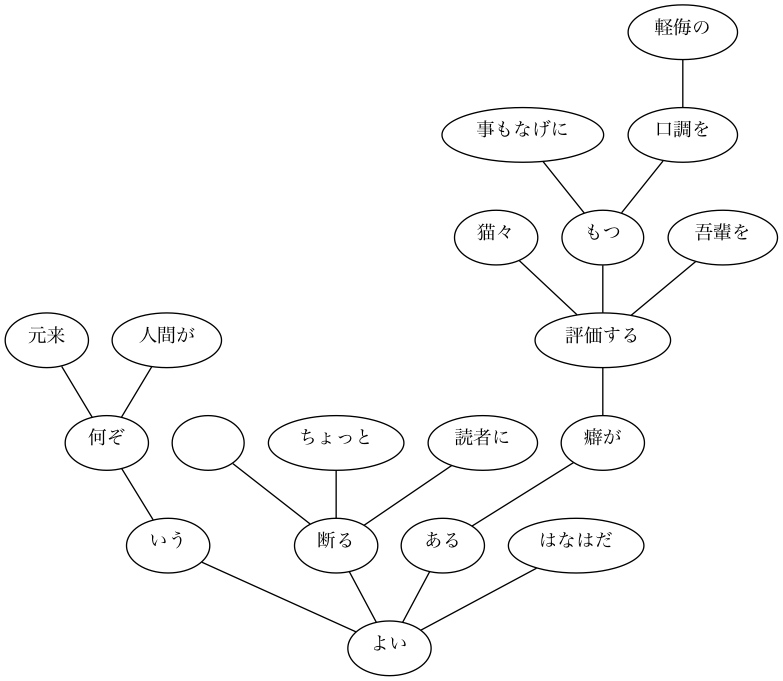 軽侮の
事もなげに
口調を
猫々
もつ
吾輩を
元来
人間が
評価する
何ぞ
ちょっと
読者に
癖が
いう
断る
ある
はなはだ
よい